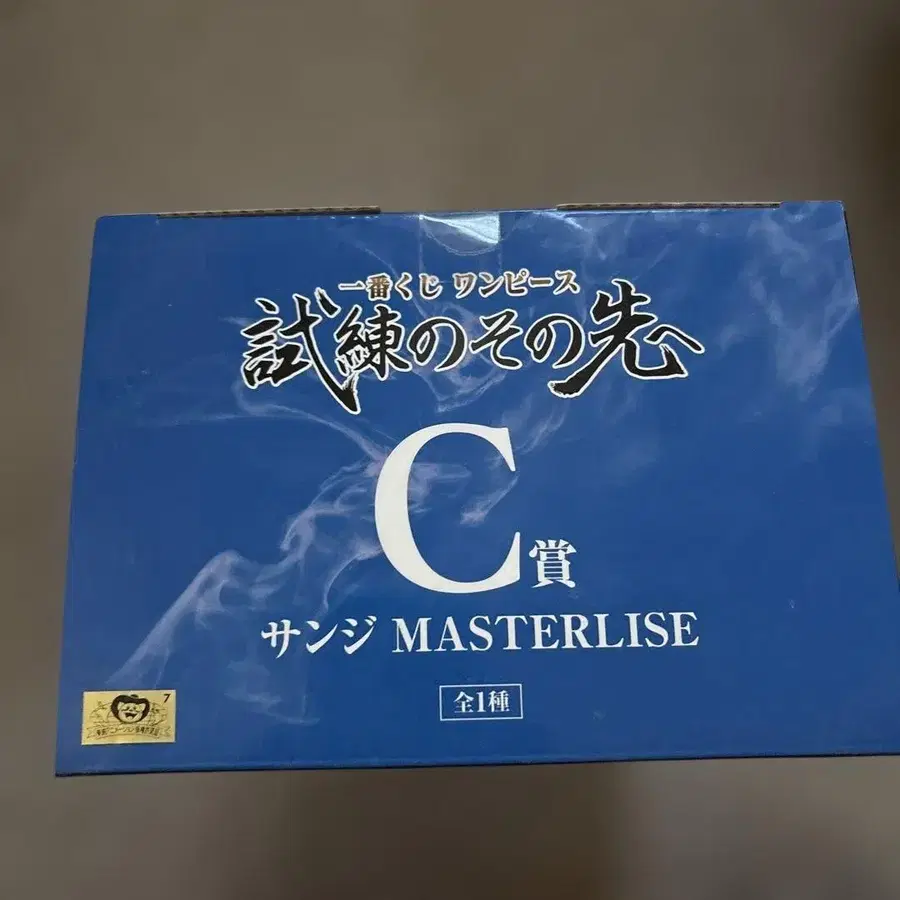 一番くじ ワンピース
試練のその先へ
C賞
サンジ MASTERLISE
全1種
7